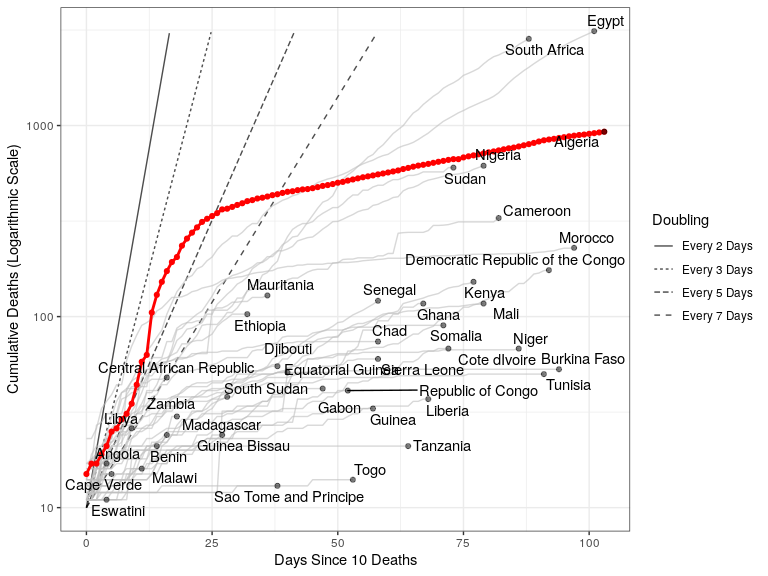 Egypt
South Africa
1000
Algeria
Nigeria
Sudan
Cameroon
Morocco
Democratic Republic of the Congo
Mauritania
Senegal
Kenya
100
Ethiopia
Ghana
Mali
Chad
Somalia
Niger
Djibouti
Cote dIvoire
Burkina Faso
Central African Republic
Equatorial Guinea
Sierra Leone
Tunisia
South Sudan
Republic of Congo
Zambia
Gabon
Liberia
Libya
Madagascar
Guinea
Guinea Bissau
Tanzania
Angola
Benin
Togo
Cape Verde
Malawi
Sao Tome and Principe
10
Eswatini
0
25
50
75
100
Days Since 10 Deaths
Cumulative Deaths (Logarithmic Scale)
Doubling
Every 2 Days
Every 3 Days
Every 5 Days
Every 7 Days